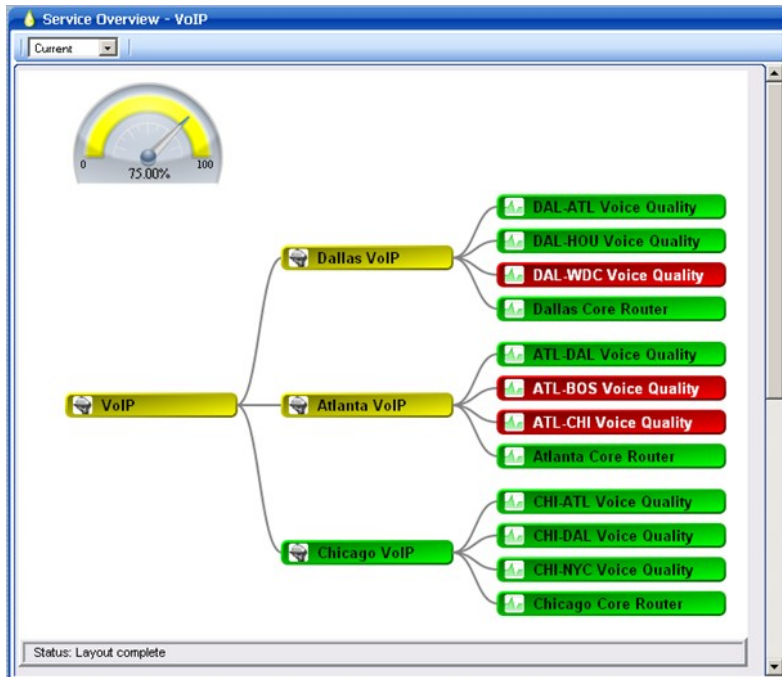 Service Overview - VoIP
Current
0
100
75.00%
VoIP
Dallas VoIP
DAL-ATL Voice Quality
DAL-HOU Voice Quality
DAL-WDC Voice Quality
Dallas Core Router
Atlanta VoIP
ATL-DAL Voice Quality
ATL-BOS Voice Quality
ATL-CHI Voice Quality
Atlanta Core Router
Chicago VoIP
CHI-ATL Voice Quality
CHI-DAL Voice Quality
CHI-NYC Voice Quality
Chicago Core Router
Status: Layout complete